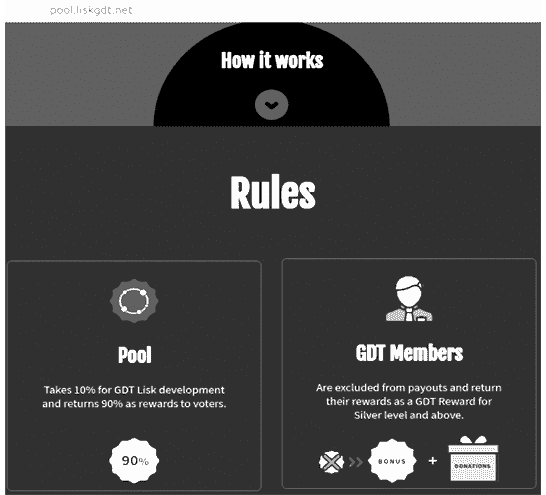 pool.liskgdt.net
How it works
Rules
Pool
Takes 10% for GDT Lisk development
and returns 90% as rewards to voters.
90%
GDT Members
Are excluded from payouts and return
their rewards as a GDT Reward for
Silver level and above.
BONUS
+
DONATIONS